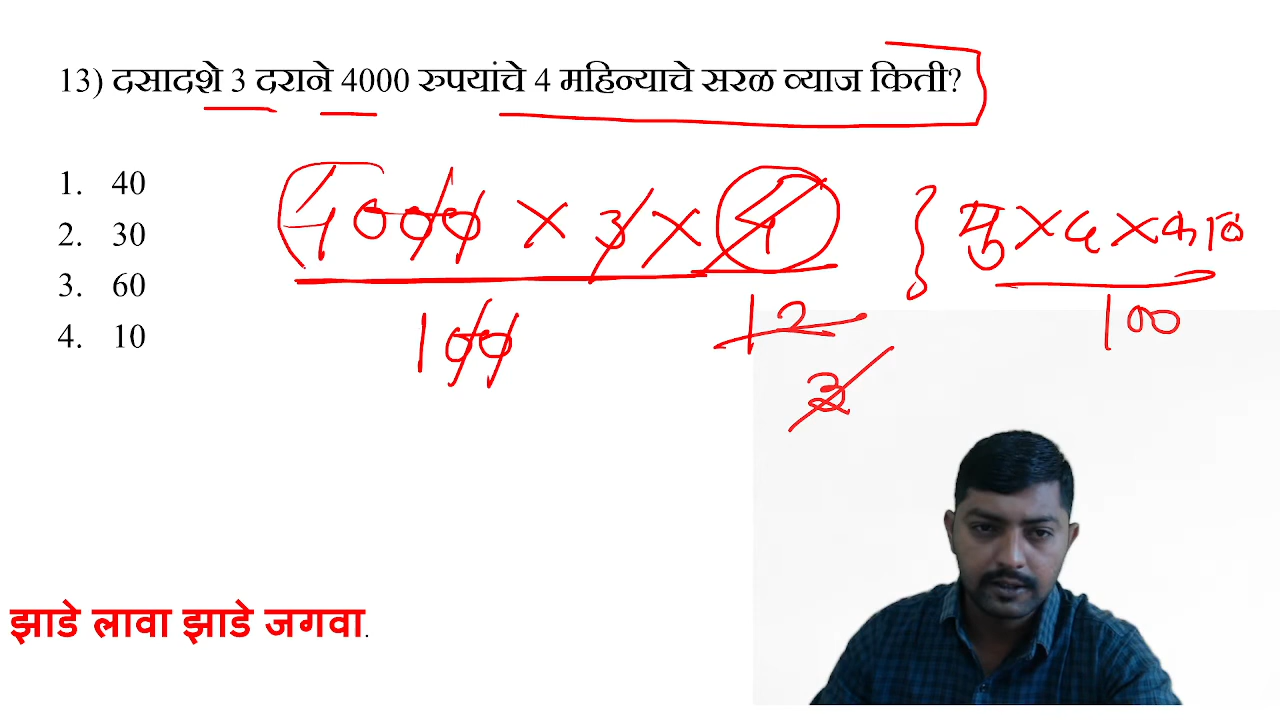 13) दसादशे 3 दराने 4000 रुपयांचे 4 महिन्याचे सरळ व्याज किती?
1. 40
2. 30
3. 60
4. 10
4000 × 3 × 4
100 12
3
मु × द × का
100
झाडे लावा झाडे जगवा.